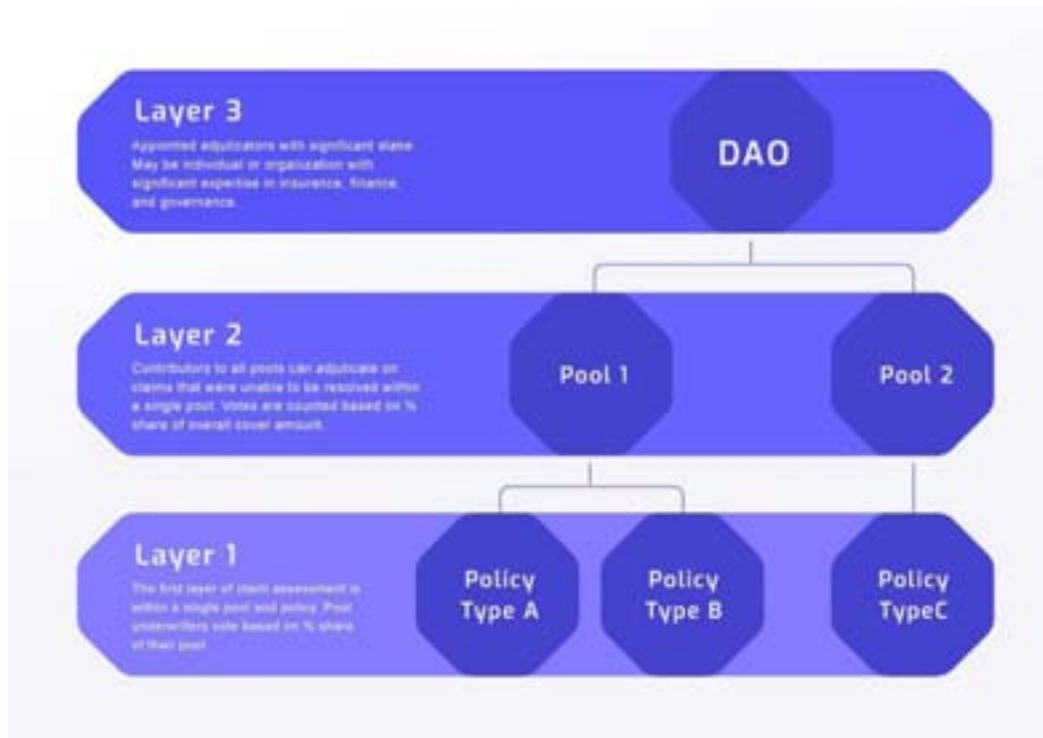 Layer 3
Appointed adjudicators with significant stake.
May be individual or organization with
significant expertise in insurance, finance,
and governance.
DAO
Layer 2
Contributors to all pools can adjudicate on
claims that were unable to be resolved within
a single pool. Votes are counted based on %
share of overall cover amount.
Pool 1
Pool 2
Layer 1
The first layer of claim assessment is
within a single pool and policy. Pool
underwriters vote based on % share
of their pool.
Policy
Type A
Policy
Type B
Policy
TypeC